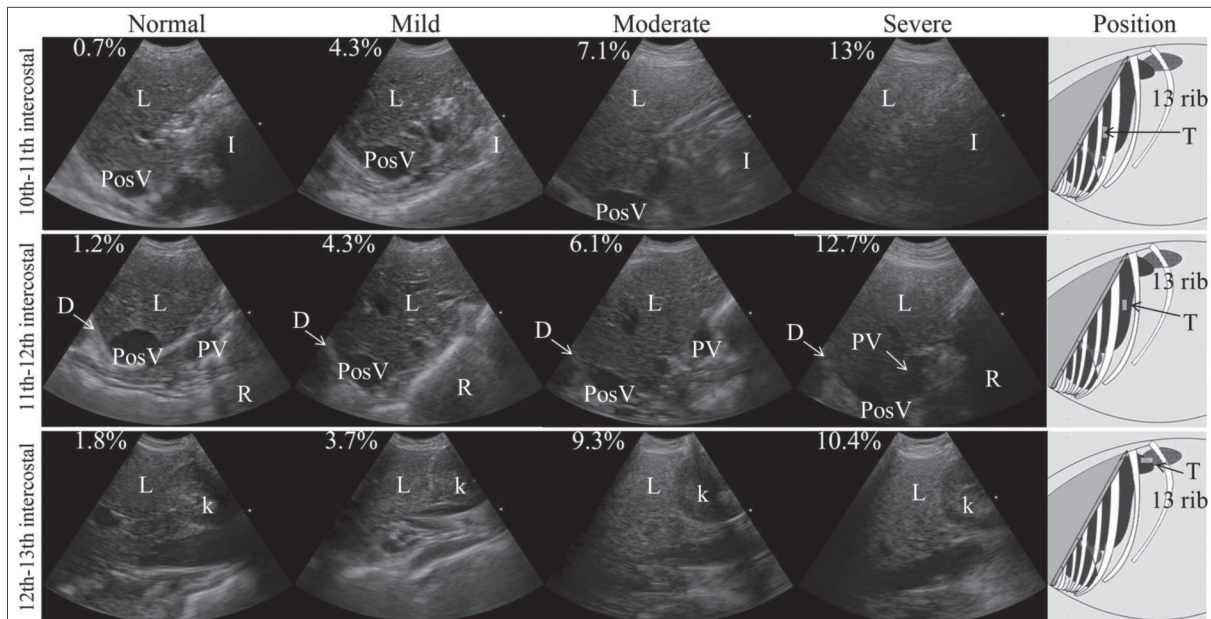 Normal Mild Moderate Severe Position
10th-11th intercostal
0.7% 4.3% 7.1% 13%
L L L L
13 rib
I I I I
T
PosV PosV PosV
11th-12th intercostal
1.2% 4.3% 6.1% 12.7%
L L L L
13 rib
D D D D
T
PosV PV PosV PV PV
R R R
PosV PosV
12th-13th intercostal
1.8% 3.7% 9.3% 10.4%
L k L k L k L k
T
13 rib